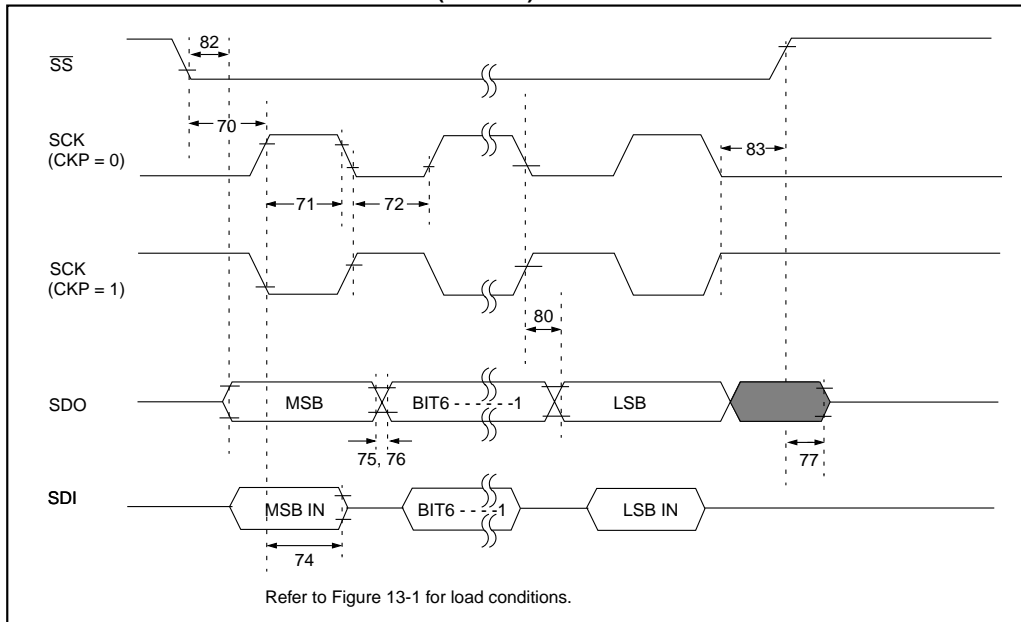 82
SS
70
SCK
(CKP = 0)
83
71
72
SCK
(CKP = 1)
80
SDO
MSB
BIT6 - - - - - -1
LSB
75, 76
77
SDI
MSB IN
BIT6 - - - -1
LSB IN
74
Refer to Figure 13-1 for load conditions.